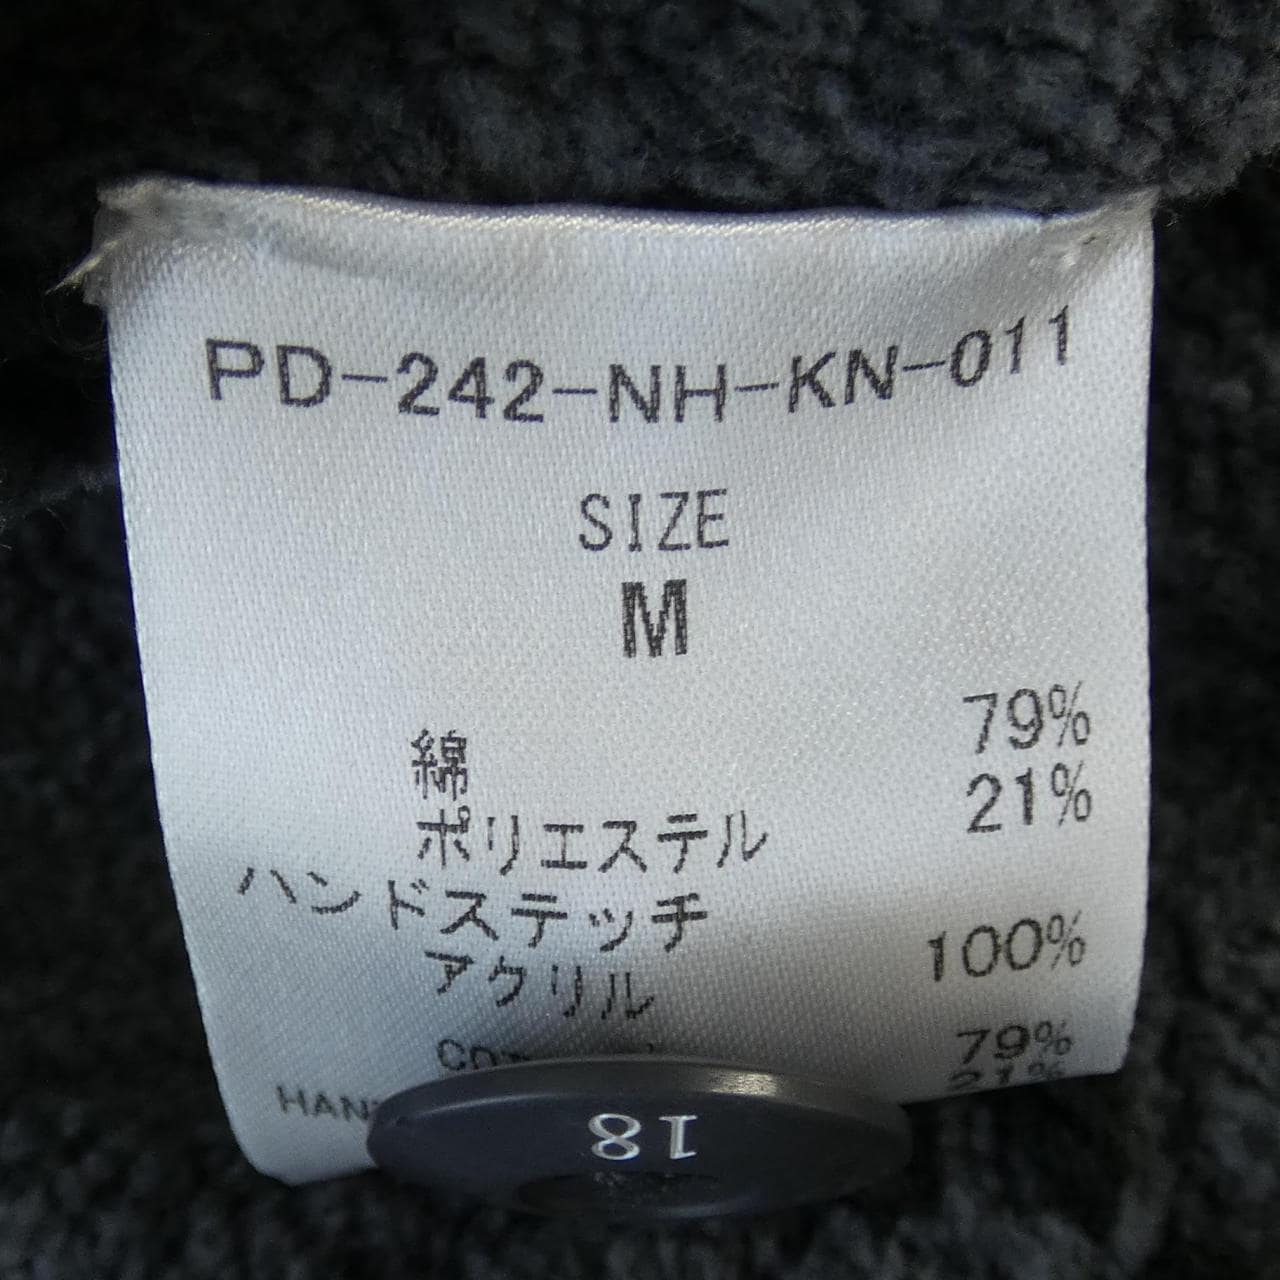 PD-242-NH-KN-011
SIZE
M
綿 79%
ポリエステル 21%
ハンドステッチ
アクリル 100%
79%
21%
18